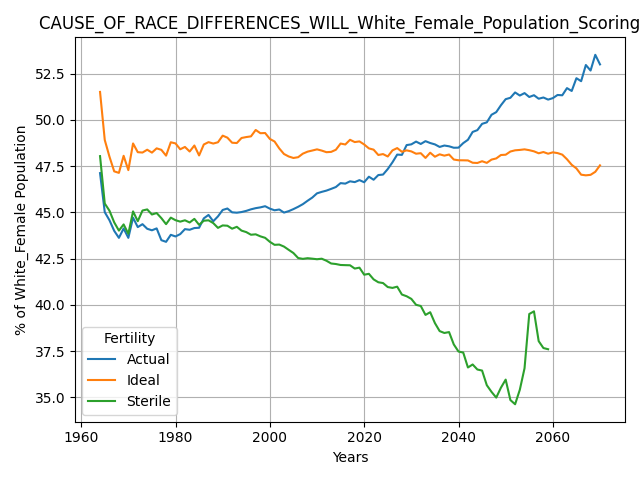 CAUSE_OF_RACE_DIFFERENCES_WILL_White_Female_Population_Scoring
% of White_Female Population
52.5
50.0
47.5
45.0
42.5
40.0
37.5
35.0
Fertility
Actual
Ideal
Sterile
1960
1980
2000
2020
2040
2060
Years